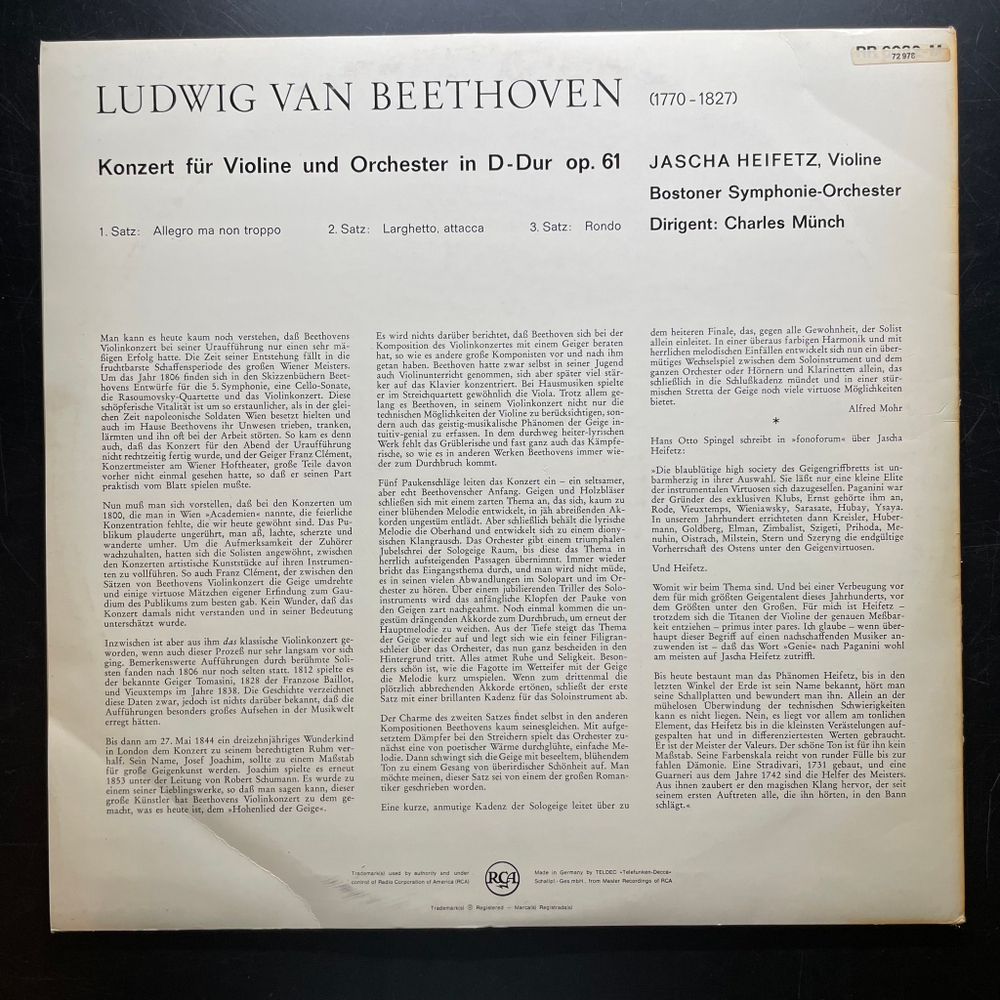 72976
LUDWIG VAN BEETHOVEN (1770-1827)
Konzert für Violine und Orchester in D-Dur op. 61
JASCHA HEIFETZ, Violine
Bostoner Symphonie-Orchester
Dirigent: Charles Münch
1. Satz: Allegro ma non troppo 2. Satz: Larghetto, attacca 3. Satz: Rondo
Man kann es heute kaum noch verstehen, daß Beethovens
Violinkonzert bei seiner Uraufführung nur einen sehr mä-
ßigen Erfolg hatte. Die Zeit seiner Entstehung fällt in die
fruchtbarste Schaffensperiode des großen Wiener Meisters.
Um das Jahr 1806 finden sich in den Skizzenbüchern Beet-
hovens Entwürfe für die 5. Symphonie, eine Cello-Sonate,
die Rasoumovsky-Quartette und das Violinkonzert. Diese
schöpferische Vitalität ist um so erstaunlicher, als in der glei-
chen Zeit napoleonische Soldaten Wien besetzt hielten und
auch im Hause Beethovens ihr Unwesen trieben, tranken,
lärmten und ihn oft bei der Arbeit störten. So kam es denn
auch, daß das Konzert für den Abend der Uraufführung
nicht rechtzeitig fertig wurde, und der Geiger Franz Clément,
Konzertmeister am Wiener Hoftheater, große Teile davon
vorher nicht einmal gesehen hatte, so daß er seinen Part
praktisch vom Blatt spielen mußte.
Nun muß man sich vorstellen, daß bei den Konzerten um
1800, die man in Wien »Academien« nannte, die feierliche
Konzentration fehlte, die wir heute gewöhnt sind. Das Pu-
blikum plauderte ungerührt, man aß, lachte, scherzte und
wanderte umher. Um die Aufmerksamkeit der Zuhörer
wachzuhalten, hatten sich die Solisten angewöhnt, zwischen
den Konzerten artistische Kunststücke auf ihren Instrumen-
ten zu vollführen. So auch Franz Clément, der zwischen den
Sätzen von Beethovens Violinkonzert die Geige umdrehte
und einige virtuose Mätzchen eigener Erfindung zum Gau-
dium des Publikums zum besten gab. Kein Wunder, daß das
Konzert damals nicht verstanden und in seiner Bedeutung
unterschätzt wurde.
Inzwischen ist aber aus ihm das klassische Violinkonzert ge-
worden, wenn auch dieser Prozeß nur sehr langsam vor sich
ging. Bemerkenswerte Aufführungen durch berühmte Soli-
sten fanden nach 1806 nur noch selten statt. 1812 spielte es
der bekannte Geiger Tomasini, 1828 der Franzose Baillot,
und Vieuxtemps im Jahre 1838. Die Geschichte verzeichnet
diese Daten zwar, jedoch ist nichts darüber bekannt, daß die
Aufführungen besonders großes Aufsehen in der Musikwelt
erregt hätten.
Bis dann am 27. Mai 1844 ein dreizehnjähriges Wunderkind
in London dem Konzert zu seinem berechtigten Ruhm ver-
half. Sein Name, Josef Joachim, sollte zu einem Maßstab
für große Geigenkunst werden. Joachim spielte es erneut
1853 unter der Leitung von Robert Schumann. Es wurde zu
einem seiner Lieblingswerke, so daß man sagen kann, dieser
große Künstler hat Beethovens Violinkonzert zu dem ge-
macht, was es heute ist, dem »Hohenlied der Geige«.
Es wird nichts darüber berichtet, daß Beethoven sich bei der
Komposition des Violinkonzertes mit einem Geiger beraten
hat, so wie es andere große Komponisten vor und nach ihm
getan haben. Beethoven hatte zwar selbst in seiner Jugend
auch Violinunterricht genommen, sich aber später viel stär-
ker auf das Klavier konzentriert. Bei Hausmusiken spielte
er im Streichquartett gewöhnlich die Viola. Trotz allem ge-
lang es Beethoven, in seinem Violinkonzert nicht nur die
technischen Möglichkeiten der Violine zu berücksichtigen, son-
dern auch das geistig-musikalische Phänomen der Geige in-
tuitiv-genial zu erfassen. In dem durchweg heiter-lyrischen
Werk fehlt das Grüblerische und fast ganz auch das Kämpfe-
rische, so wie es in anderen Werken Beethovens immer wie-
der zum Durchbruch kommt.
Fünf Paukenschläge leiten das Konzert ein – ein seltsamer,
aber echt Beethovenscher Anfang. Geigen und Holzbläser
schließen sich mit einem zarten Thema an, das sich, kaum zu
einer blühenden Melodie entwickelt, in jäh abreißenden Ak-
korden ungestüm entlädt. Aber schließlich behält die lyrische
Melodie die Oberhand und entwickelt sich zu einem diony-
sischen Klangrausch. Das Orchester gibt einem triumphalen
Jubelschrei der Sologeige Raum, bis diese das Thema in
herrlich aufsteigenden Passagen übernimmt. Immer wieder
bricht das Eingangsthema durch, und man wird nicht müde,
es in seinen vielen Abwandlungen im Solopart und im Or-
chester zu hören. Über einem jubilierenden Triller des Solo-
instruments wird das anfängliche Klopfen der Pauke von
den Geigen zart nachgeahmt. Noch einmal kommen die un-
gestüm drängenden Akkorde zum Durchbruch, um erneut der
Hauptmelodie zu weichen. Aus der Tiefe steigt das Thema
der Geige wieder auf und legt sich wie ein feiner Filigran-
schleier über das Orchester, das nun ganz bescheiden in den
Hintergrund tritt. Alles atmet Ruhe und Seligkeit. Beson-
ders schön ist, wie die Fagotte im Wetteifer mit der Geige
die Melodie kurz umspielen. Wenn zum drittenmal die
plötzlich abbrechenden Akkorde ertönen, schließt der erste
Satz mit einer brillanten Kadenz für das Soloinstrument ab.
Der Charme des zweiten Satzes findet selbst in den anderen
Kompositionen Beethovens kaum seinesgleichen. Mit aufge-
setztem Dämpfer bei den Streichern spielt das Orchester zu-
nächst eine von poetischer Wärme durchglühte, einfache Me-
lodie. Dann schwingt sich die Geige mit beseeltem, blühendem
Ton zu einem Gesang von überirdischer Schönheit auf. Man
möchte meinen, dieser Satz sei von einem der großen Roman-
tiker geschrieben worden.
Eine kurze, anmutige Kadenz der Sologeige leitet über zu
dem heiteren Finale, das, gegen alle Gewohnheit, der Solist
allein einleitet. In einer überaus farbigen Harmonik und mit
herrlichen melodischen Einfällen entwickelt sich nun ein über-
mütiges Wechselspiel zwischen dem Soloinstrument und dem
ganzen Orchester oder Hörnern und Klarinetten allein, das
schließlich in die Schlußkadenz mündet und in einer stür-
mischen Stretta der Geige noch viele virtuose Möglichkeiten
bietet.
Alfred Mohr
*
Hans Otto Spingel schreibt in »fonoforum« über Jascha
Heifetz:
»Die blaublütige high society des Geigengriffbretts ist un-
barmherzig in ihrer Auswahl. Sie läßt nur eine kleine Elite
der instrumentalen Virtuosen sich dazugesellen. Paganini war
der Gründer des exklusiven Klubs, Ernst gehörte ihm an,
Rode, Vieuxtemps, Wieniawsky, Sarasate, Hubay, Ysaya.
In unserem Jahrhundert errichteten dann Kreisler, Huber-
mann, Goldberg, Elman, Zimbalist, Szigeti, Prihoda, Me-
nuhin, Oistrach, Milstein, Stern und Szeryng die endgültige
Vorherrschaft des Ostens unter den Geigenvirtuosen.
Und Heifetz.
Womit wir beim Thema sind. Und bei einer Verbeugung vor
dem für mich größten Geigentalent dieses Jahrhunderts, vor
dem Größten unter den Großen. Für mich ist Heifetz –
trotzdem sich die Titanen der Violine der genauen Meßbar-
keit entziehen – primus inter pares. Ich glaube – wenn über-
haupt dieser Begriff auf einen nachschaffenden Musiker an-
zuwenden ist – daß das Wort »Genie« nach Paganini wohl
am meisten auf Jascha Heifetz zutrifft.
Bis heute bestaunt man das Phänomen Heifetz, bis in den
letzten Winkel der Erde ist sein Name bekannt, hört man
seine Schallplatten und bewundert man ihn. Allein an der
mühelosen Überwindung der technischen Schwierigkeiten
kann es nicht liegen. Nein, es liegt vor allem am tonlichen
Element, das Heifetz bis in die kleinsten Verästelungen auf-
gespalten hat und in differenziertesten Werten gebraucht.
Er ist der Meister der Valeurs. Der schöne Ton ist für ihn kein
Maßstab. Seine Farbenskala reicht von runder Fülle bis zur
fahlen Dämonie. Eine Stradivari, 1731 gebaut, und eine
Guarneri aus dem Jahre 1742 sind die Helfer des Meisters.
Aus ihnen zaubert er den magischen Klang hervor, der seit
seinem ersten Auftreten alle, die ihn hörten, in den Bann
schlägt.«
Trademark(s) used by authority and under
control of Radio Corporation of America (RCA)
RCA
Made in Germany by TELDEC »Telefunken-Decca«
Schallpl.-Ges.mbH., from Master Recordings of RCA
Trademark(s) ® Registered – Marca(s) Registrada(s)